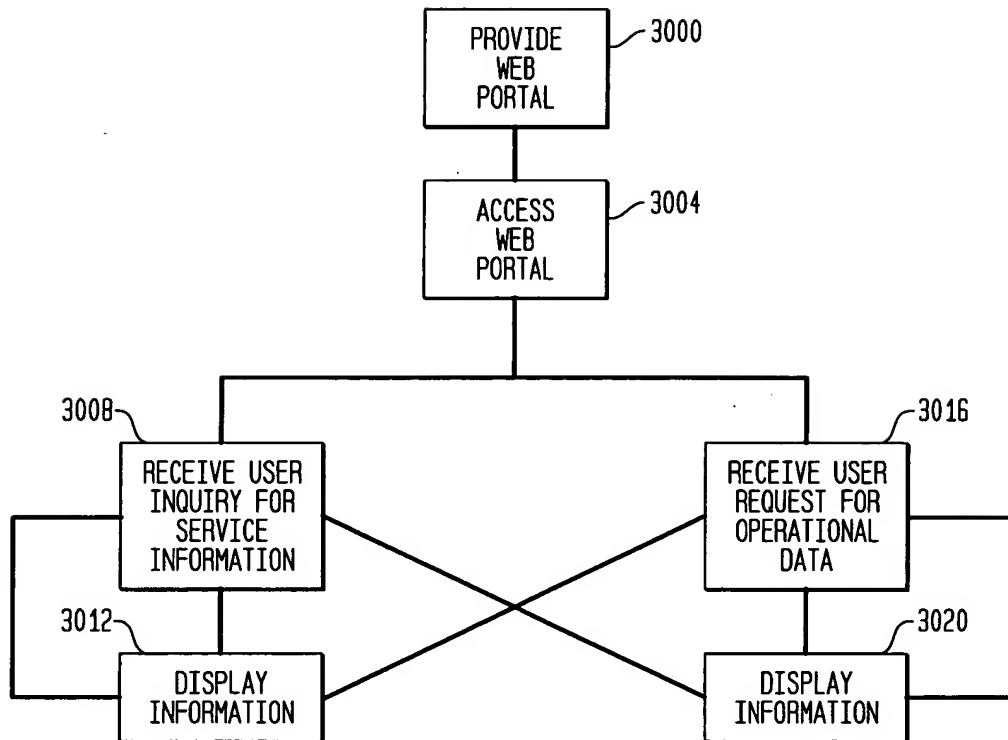 PROVIDE
WEB
PORTAL
3000
ACCESS
WEB
PORTAL
3004
3008
RECEIVE USER
INQUIRY FOR
SERVICE
INFORMATION
3016
RECEIVE USER
REQUEST FOR
OPERATIONAL
DATA
3012
DISPLAY
INFORMATION
3020
DISPLAY
INFORMATION